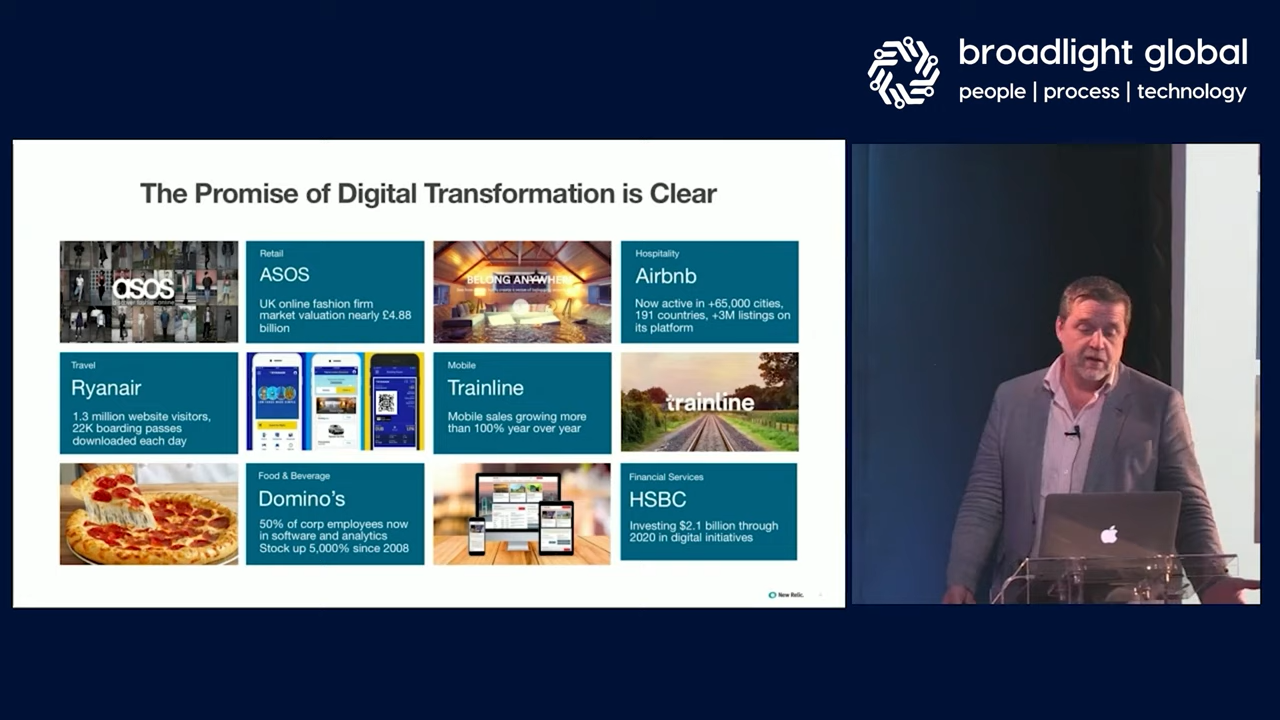 broadlight global
people | process | technology
The Promise of Digital Transformation is Clear
asos
discover fashion online
Retail
ASOS
UK online fashion firm
market valuation nearly £4.88
billion
BELONG ANYWHERE
Hospitality
Airbnb
Now active in +65,000 cities,
191 countries, +3M listings on
its platform
Travel
Ryanair
1.3 million website visitors,
22K boarding passes
downloaded each day
Mobile
Trainline
Mobile sales growing more
than 100% year over year
trainline
Food & Beverage
Domino's
50% of corp employees now
in software and analytics
Stock up 5,000% since 2008
Financial Services
HSBC
Investing $2.1 billion through
2020 in digital initiatives
New Relic.